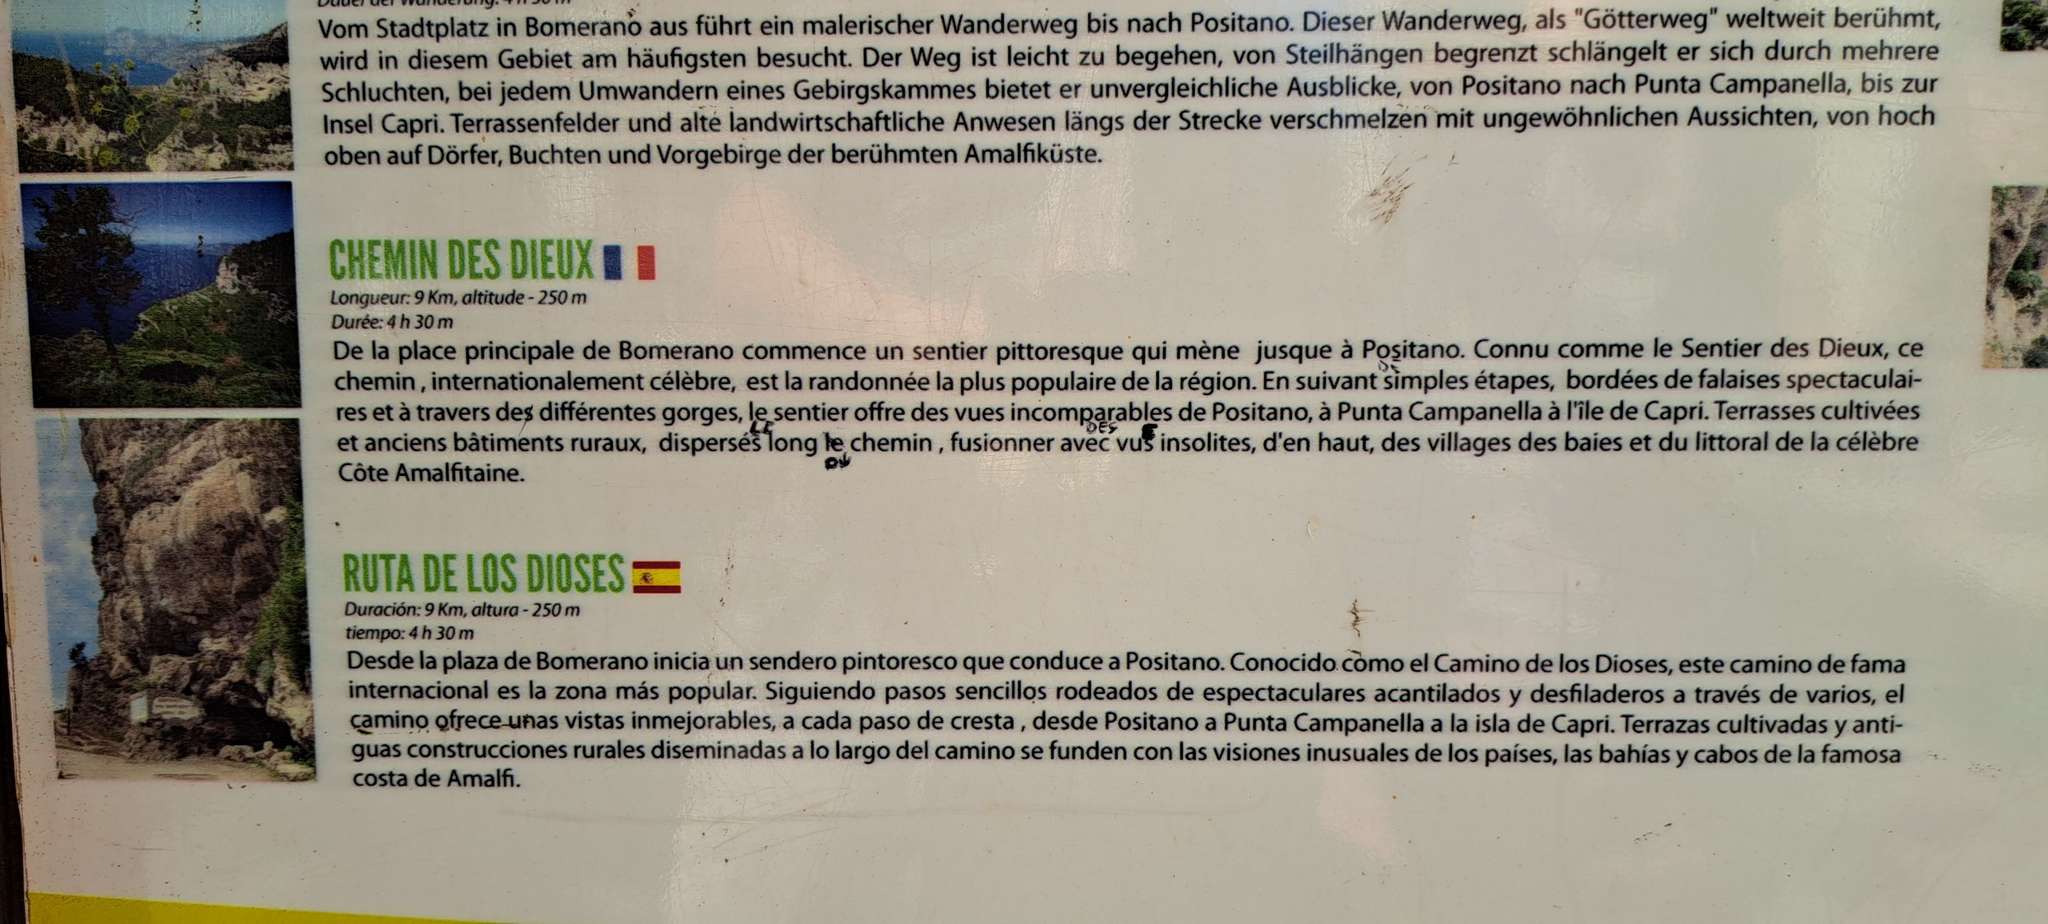 Dauer der Wanderung: 4 h 30 m
Vom Stadtplatz in Bomerano aus führt ein malerischer Wanderweg bis nach Positano. Dieser Wanderweg, als "Götterweg" weltweit berühmt,
wird in diesem Gebiet am häufigsten besucht. Der Weg ist leicht zu begehen, von Steilhängen begrenzt schlängelt er sich durch mehrere
Schluchten, bei jedem Umwandern eines Gebirgskammes bietet er unvergleichliche Ausblicke, von Positano nach Punta Campanella, bis zur
Insel Capri. Terrassenfelder und alte landwirtschaftliche Anwesen längs der Strecke verschmelzen mit ungewöhnlichen Aussichten, von hoch
oben auf Dörfer, Buchten und Vorgebirge der berühmten Amalfiküste.
CHEMIN DES DIEUX
Longueur: 9 Km, altitude - 250 m
Durée: 4 h 30 m
De la place principale de Bomerano commence un sentier pittoresque qui mène jusque à Positano. Connu comme le Sentier des Dieux, ce
DE
chemin , internationalement célèbre, est la randonnée la plus populaire de la région. En suivant simples étapes, bordées de falaises spectaculai-
res et à travers des différentes gorges, le sentier offre des vues incomparables de Positano, à Punta Campanella à l'île de Capri. Terrasses cultivées
LE DES E
et anciens bâtiments ruraux, dispersés long le chemin , fusionner avec vus insolites, d'en haut, des villages des baies et du littoral de la célèbre
DU
Côte Amalfitaine.
RUTA DE LOS DIOSES
Duración: 9 Km, altura - 250 m
tiempo: 4 h 30 m
Desde la plaza de Bomerano inicia un sendero pintoresco que conduce a Positano. Conocido como el Camino de los Dioses, este camino de fama
internacional es la zona más popular. Siguiendo pasos sencillos rodeados de espectaculares acantilados y desfiladeros a través de varios, el
camino ofrece unas vistas inmejorables, a cada paso de cresta , desde Positano a Punta Campanella a la isla de Capri. Terrazas cultivadas y anti-
guas construcciones rurales diseminadas a lo largo del camino se funden con las visiones inusuales de los países, las bahías y cabos de la famosa
costa de Amalfi.